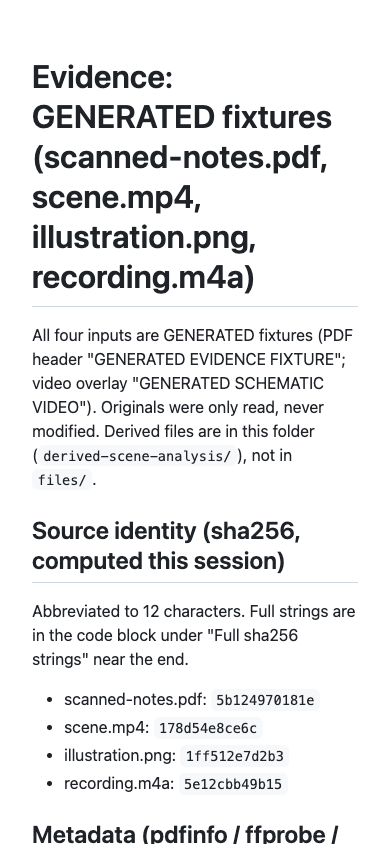 Evidence:
GENERATED fixtures
(scanned-notes.pdf,
scene.mp4,
illustration.png,
recording.m4a)
All four inputs are GENERATED fixtures (PDF
header "GENERATED EVIDENCE FIXTURE";
video overlay "GENERATED SCHEMATIC
VIDEO"). Originals were only read, never
modified. Derived files are in this folder
( derived-scene-analysis/ ), not in
files/ .
Source identity (sha256,
computed this session)
Abbreviated to 12 characters. Full strings are
in the code block under "Full sha256
strings" near the end.
• scanned-notes.pdf: 5b124970181e
• scene.mp4: 178d54e8ce6c
• illustration.png: 1ff512e7d2b3
• recording.m4a: 5e12cbb49b15
Metadata (pdfinfo / ffprobe /